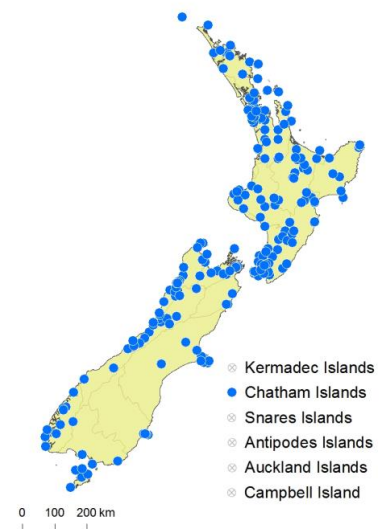 Kermadec Islands
Chatham Islands
Snares Islands
Antipodes Islands
Auckland Islands
Campbell Island
0 100 200 km